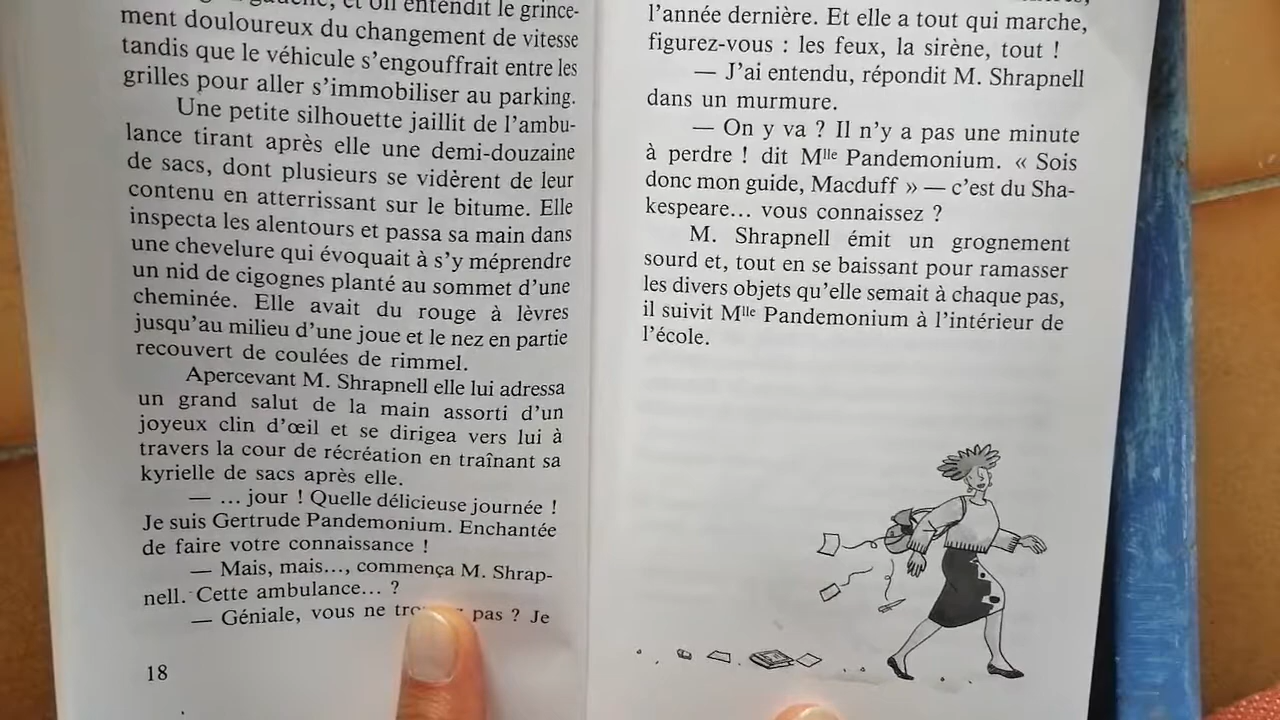 gauche, et on entendit le grince-
ment douloureux du changement de vitesse
tandis que le véhicule s'engouffrait entre les
grilles pour aller s'immobiliser au parking.
Une petite silhouette jaillit de l'ambu-
lance tirant après elle une demi-douzaine
de sacs, dont plusieurs se vidèrent de leur
contenu en atterrissant sur le bitume. Elle
inspecta les alentours et passa sa main dans
une chevelure qui évoquait à s'y méprendre
un nid de cigognes planté au sommet d'une
cheminée. Elle avait du rouge à lèvres
jusqu'au milieu d'une joue et le nez en partie
recouvert de coulées de rimmel.
Apercevant M. Shrapnell elle lui adressa
un grand salut de la main assorti d'un
joyeux clin d'œil et se dirigea vers lui à
travers la cour de récréation en traînant sa
kyrielle de sacs après elle.
— ... jour ! Quelle délicieuse journée !
Je suis Gertrude Pandemonium. Enchantée
de faire votre connaissance !
— Mais, mais..., commença M. Shrap-
nell. Cette ambulance... ?
— Géniale, vous ne pas ? Je
18
l'année dernière. Et elle a tout qui marche,
figurez-vous : les feux, la sirène, tout !
— J'ai entendu, répondit M. Shrapnell
dans un murmure.
— On y va ? Il n'y a pas une minute
à perdre ! dit Mlle Pandemonium. « Sois
donc mon guide, Macduff » — c'est du Sha-
kespeare... vous connaissez ?
M. Shrapnell émit un grognement
sourd et, tout en se baissant pour ramasser
les divers objets qu'elle semait à chaque pas,
il suivit Mlle Pandemonium à l'intérieur de
l'école.